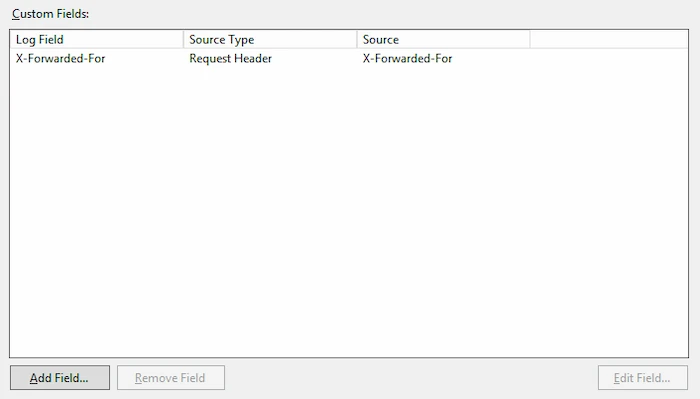 Custom Fields:
Log Field Source Type Source
X-Forwarded-For Request Header X-Forwarded-For
Add Field... Remove Field Edit Field...